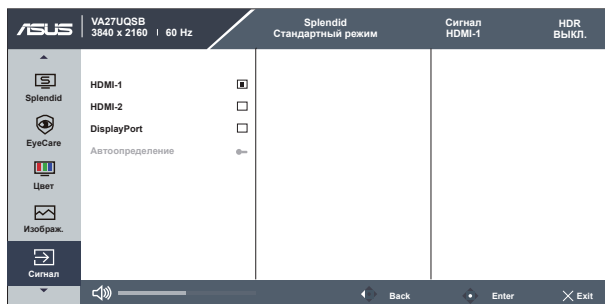 ASUS
VA27UQSB
3840 x 2160 | 60 Hz
Splendid
Стандартный режим
Сигнал
HDMI-1
HDR
ВЫКЛ.
Splendid
EyeCare
Цвет
Изображ.
Сигнал
HDMI-1
HDMI-2
DisplayPort
Автоопределение
Back
Enter
Exit